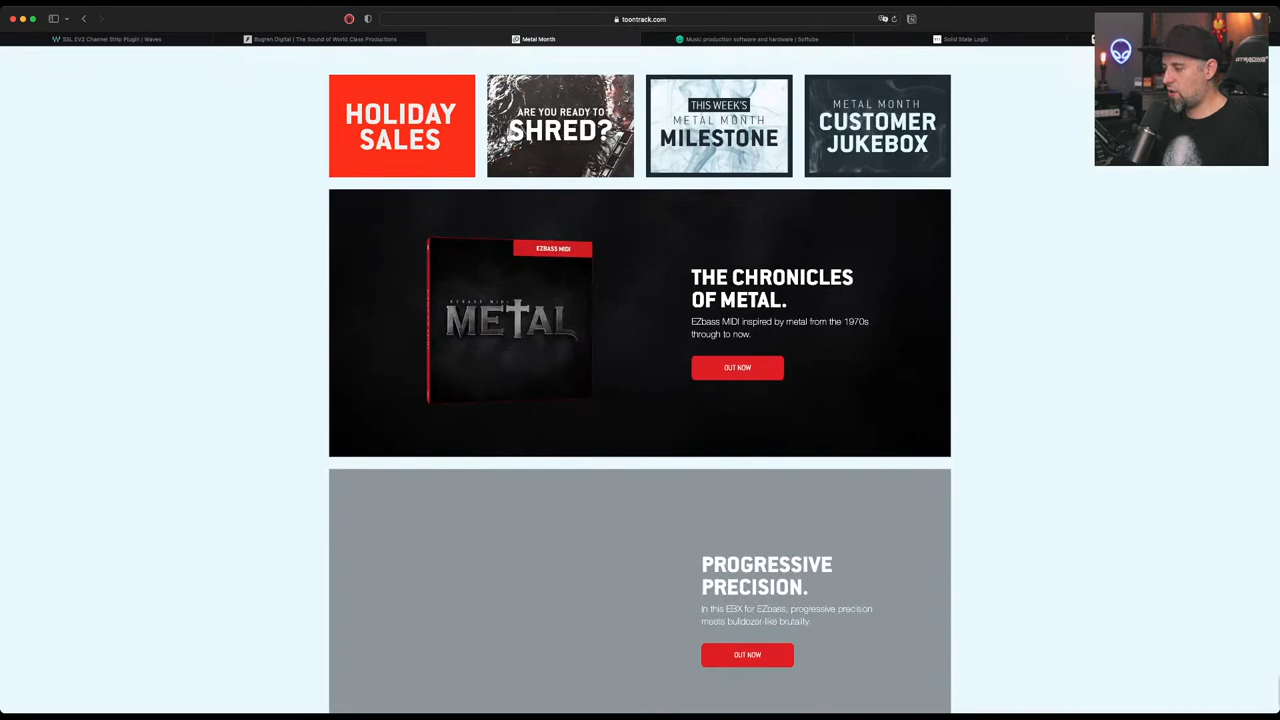 toontrack.com
SSL EV2 Channel Strip Plugin | Waves
Bogren Digital | The Sound of World Class Productions
Metal Month
Music production software and hardware | Softube
Solid State Logic
HOLIDAY
SALES
ARE YOU READY TO
SHRED?
THIS WEEK'S
METAL MONTH
MILESTONE
METAL MONTH
CUSTOMER
JUKEBOX
EZBASS MIDI
EZBASS MIDI
METAL
THE CHRONICLES
OF METAL.
EZbass MIDI inspired by metal from the 1970s
through to now.
OUT NOW
PROGRESSIVE
PRECISION.
In this EBX for EZbass, progressive precision
meets bulldozer-like brutality.
OUT NOW
GTRACING